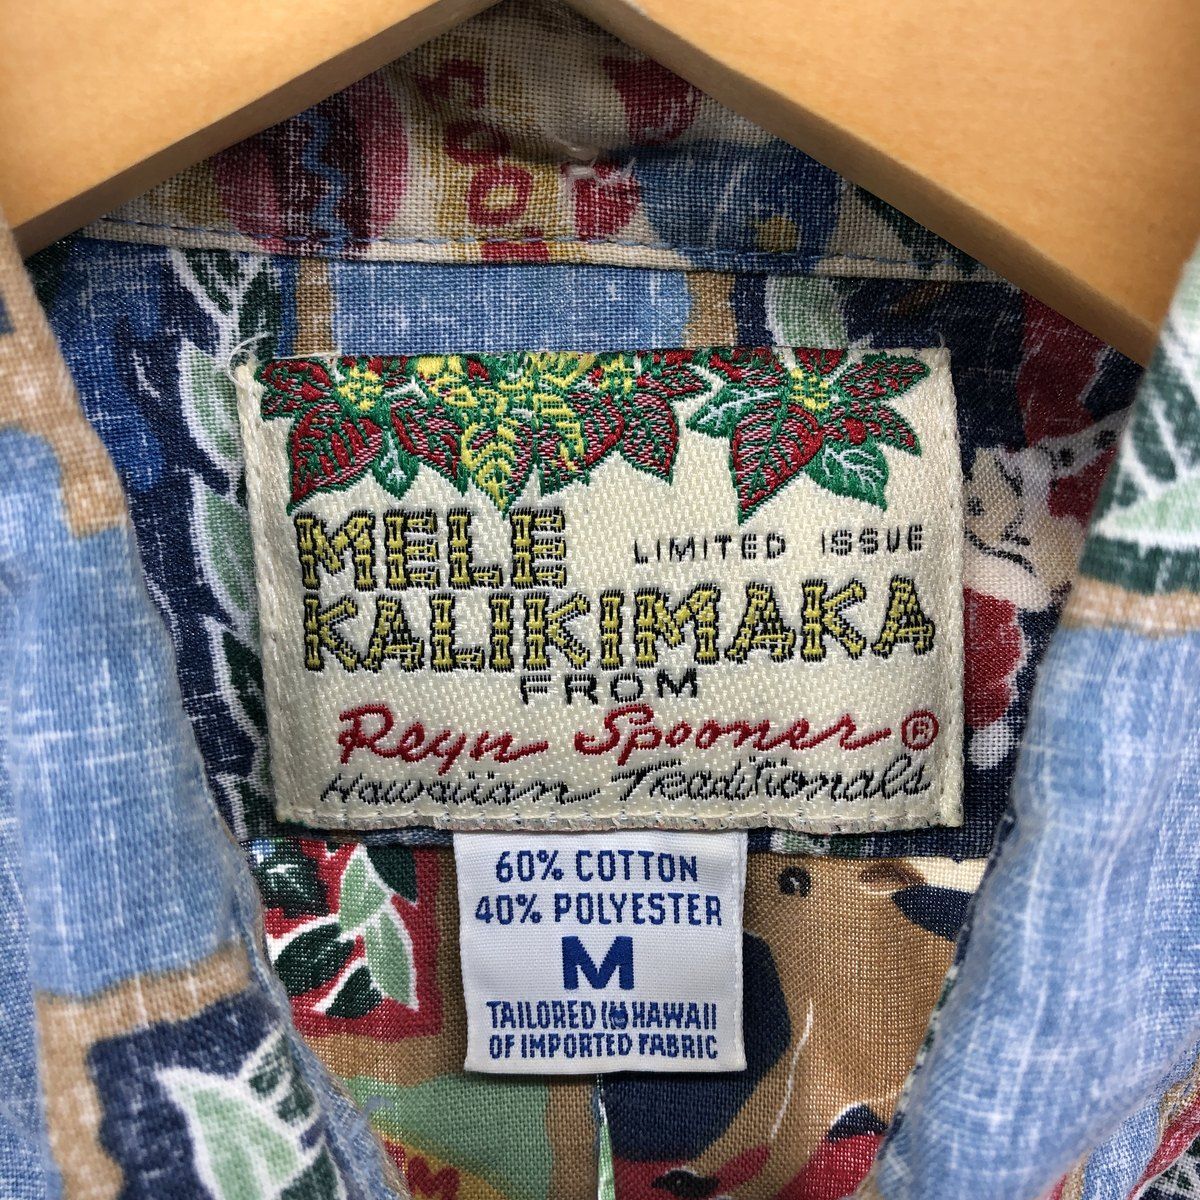 MELE
LIMITED ISSUE
KALIKIMAKA
FROM
Reyn Spooner®
Hawaiian Traditionals
60% COTTON
40% POLYESTER
M
TAILORED IN HAWAII
OF IMPORTED FABRIC